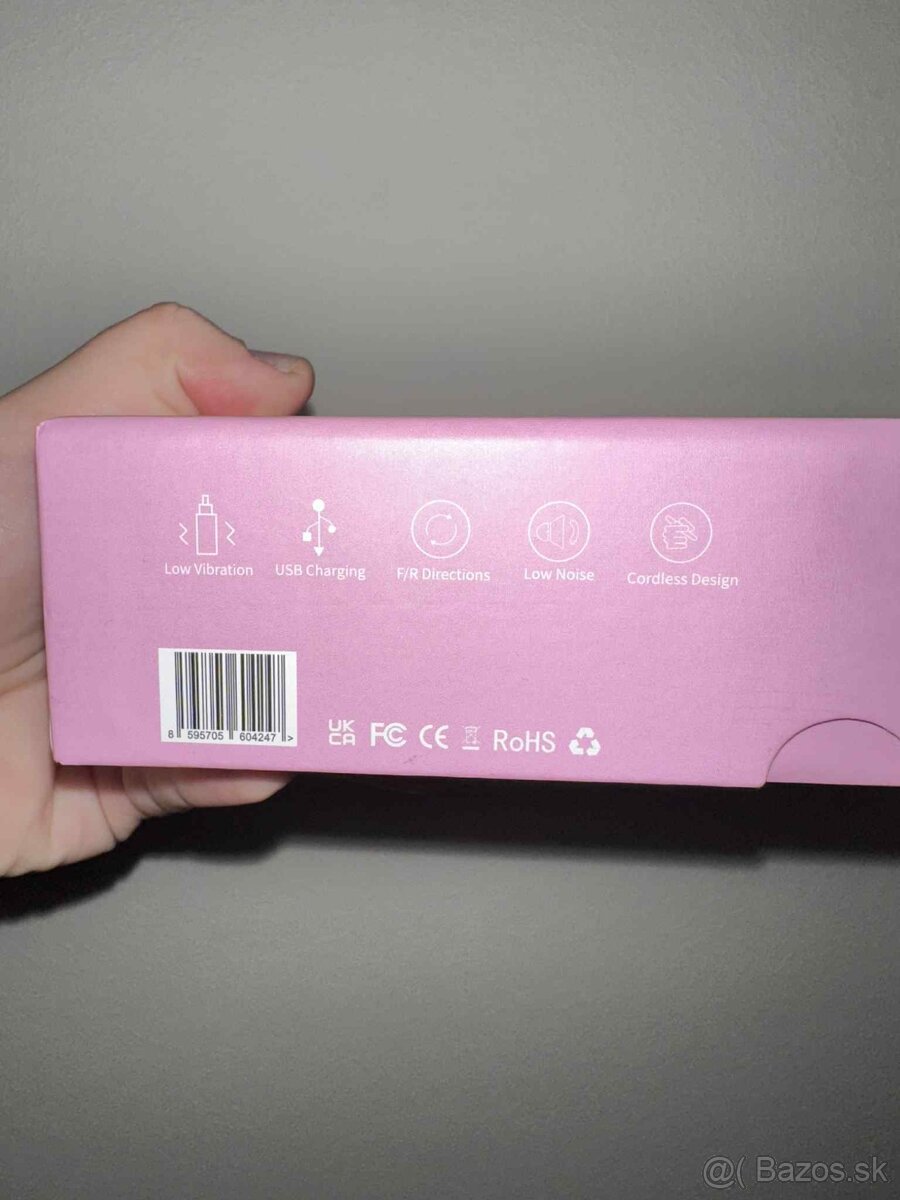 Low Vibration
USB Charging
F/R Directions
Low Noise
Cordless Design
8 595705 604247 >
UK
CA
FC
CE
RoHS
@( Bazos.sk